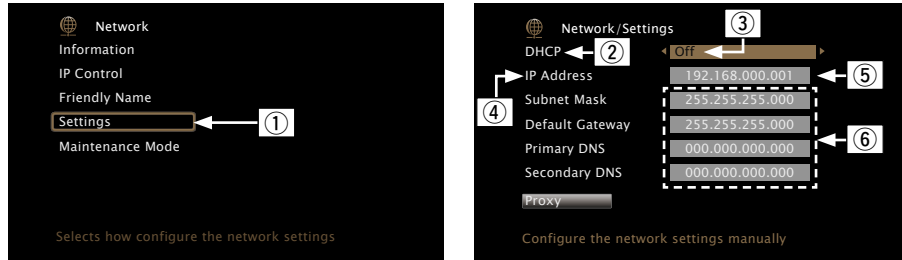 Network
Information
IP Control
Friendly Name
Settings
①
Maintenance Mode
Selects how configure the network settings
Network/Settings
③
DHCP ② Off
④ IP Address 192.168.000.001 ⑤
Subnet Mask 255.255.255.000
Default Gateway 255.255.255.000
⑥
Primary DNS 000.000.000.000
Secondary DNS 000.000.000.000
Proxy
Configure the network settings manually